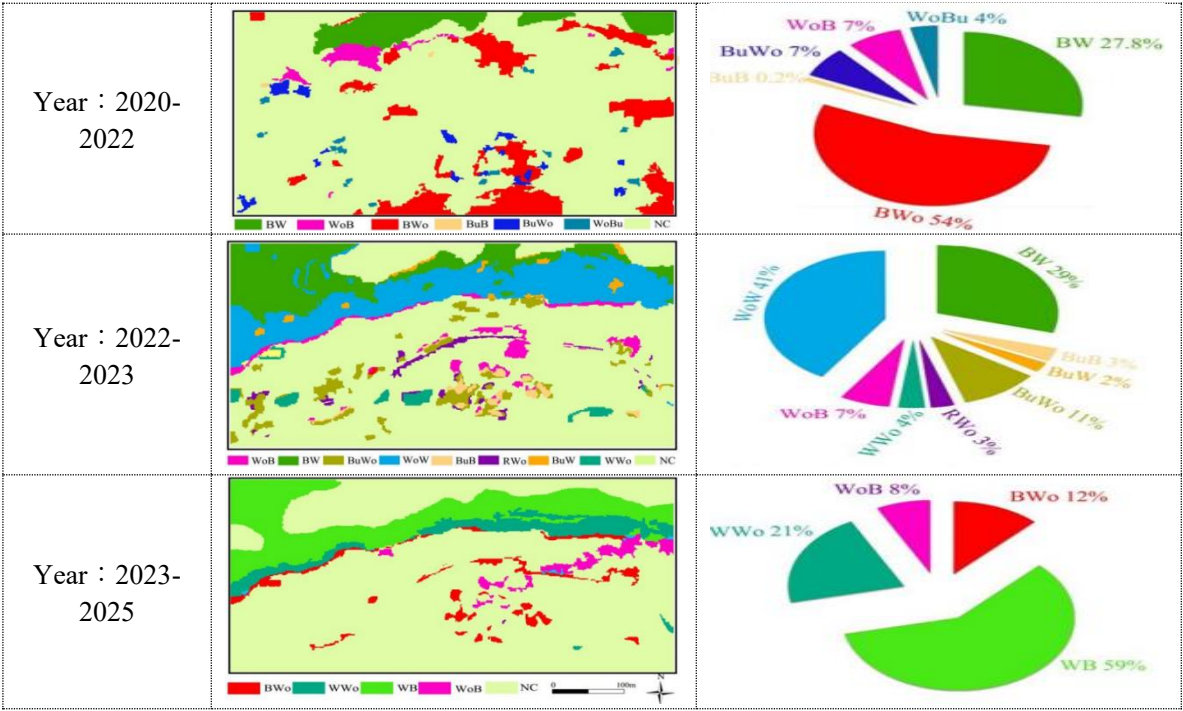 Year：2020-
2022
BW WoB BWo BuB BuWo WoBu NC
WoBu 4%
WoB 7%
BW 27.8%
BuWo 7%
BuB 0.2%
BWo 54%
Year：2022-
2023
WoB BW BuWo WoW BuB RWo BuW WWo NC
BW 29%
WoW 41%
BuB 3%
BuW 2%
BuWo 11%
WoB 7%
WWo 4%
RWo 3%
Year：2023-
2025
BWo WWo WB WoB NC
0 100m
N
WoB 8%
BWo 12%
WWo 21%
WB 59%